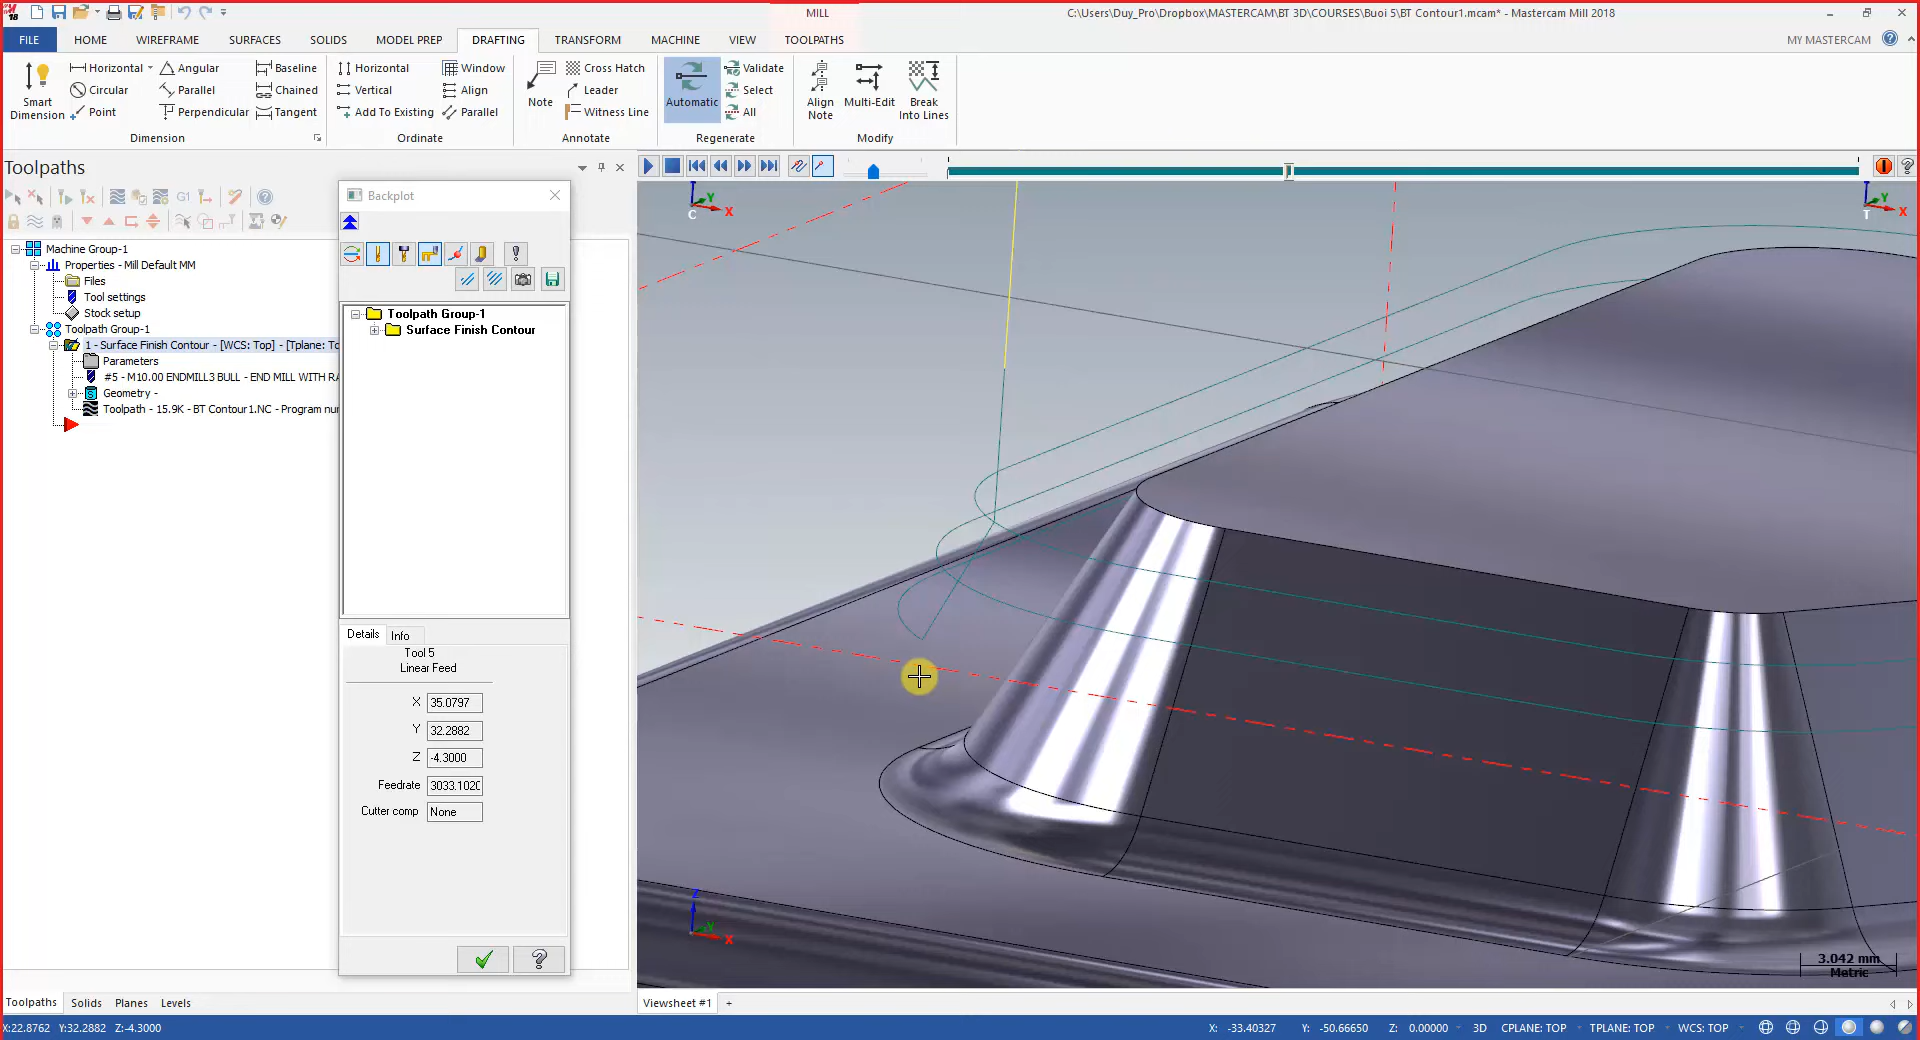 18
MILL
C:\Users\Duy_Pro\Dropbox\MASTERCAM\BT 3D\COURSES\Buoi 5\BT Contour1.mcam* - Mastercam Mill 2018
FILE HOME WIREFRAME SURFACES SOLIDS MODEL PREP DRAFTING TRANSFORM MACHINE VIEW TOOLPATHS MY MASTERCAM
Smart Dimension
Horizontal Angular Baseline
Circular Parallel Chained
Point Perpendicular Tangent
Dimension
Horizontal Window
Vertical Align
Add To Existing Parallel
Ordinate
Note
Cross Hatch
Leader
Witness Line
Annotate
Automatic
Validate
Select
All
Regenerate
Align Note
Multi-Edit
Break Into Lines
Modify
Toolpaths
G1
Machine Group-1
Properties - Mill Default MM
Files
Tool settings
Stock setup
Toolpath Group-1
1 - Surface Finish Contour - [WCS: Top] - [Tplane: To
Parameters
#5 - M10.00 ENDMILL3 BULL - END MILL WITH RA
Geometry -
Toolpath - 15.9K - BT Contour1.NC - Program nu
Backplot
Toolpath Group-1
Surface Finish Contour
Details Info
Tool 5
Linear Feed
X 35.0797
Y 32.2882
Z -4.3000
Feedrate 3033.1020
Cutter comp None
Y
X
C
Y
X
T
Z
Y
X
3.042 mm
Metric
Toolpaths Solids Planes Levels
Viewsheet #1 +
X:22.8762 Y:32.2882 Z:-4.3000
X: -33.40327 Y: -50.66650 Z: 0.00000 3D CPLANE: TOP TPLANE: TOP WCS: TOP